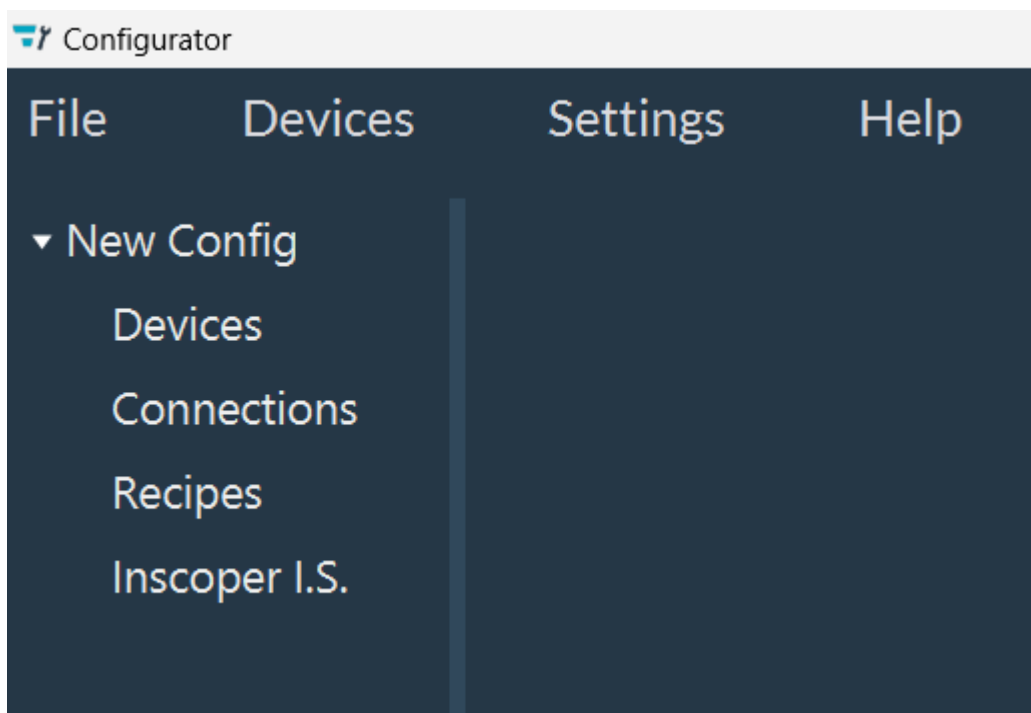 Configurator
File Devices Settings Help
New Config
Devices
Connections
Recipes
Inscoper I.S.